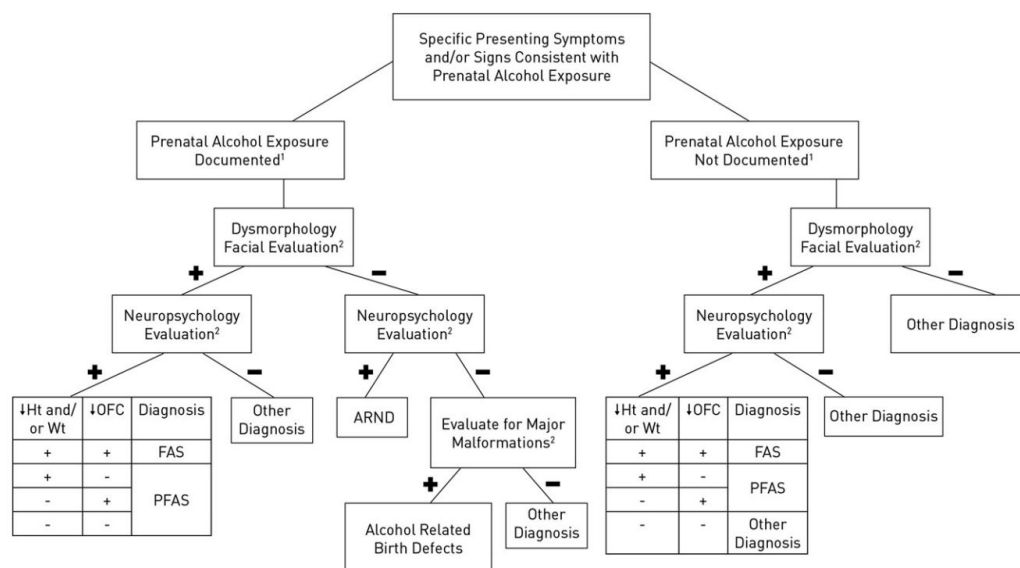 Specific Presenting Symptoms
and/or Signs Consistent with
Prenatal Alcohol Exposure
Prenatal Alcohol Exposure
Documented¹
Prenatal Alcohol Exposure
Not Documented¹
Dysmorphology
Facial Evaluation²
Dysmorphology
Facial Evaluation²
+
−
+
−
Neuropsychology
Evaluation²
Neuropsychology
Evaluation²
Neuropsychology
Evaluation²
Other Diagnosis
+
−
+
−
+
−
↓Ht and/
or Wt
↓OFC
Diagnosis
+ + FAS
+ -
- +
- -
PFAS
Other
Diagnosis
ARND
Evaluate for Major
Malformations²
+
−
Alcohol Related
Birth Defects
Other
Diagnosis
↓Ht and/
or Wt
↓OFC
Diagnosis
+ + FAS
+ -
- +
PFAS
- -
Other
Diagnosis
Other Diagnosis